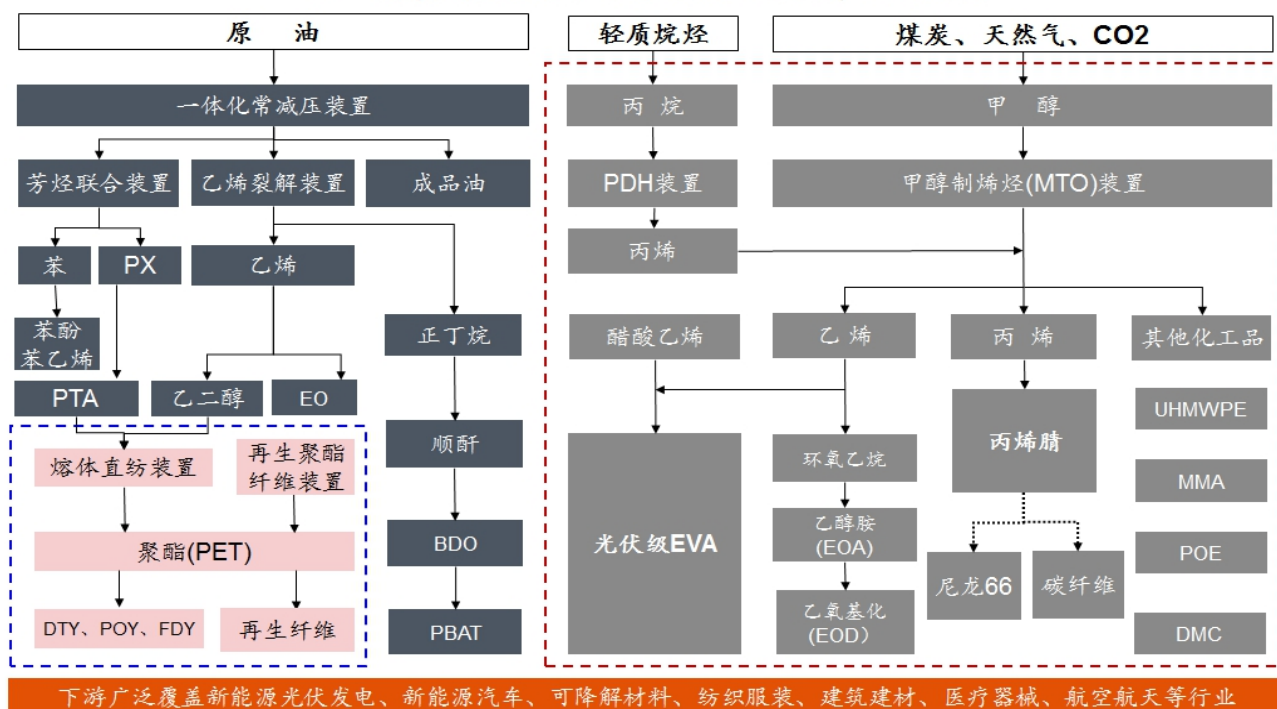 原 油
轻质烷烃
煤炭、天然气、CO2
一体化常减压装置
丙 烷
甲 醇
芳烃联合装置
乙烯裂解装置
成品油
PDH装置
甲醇制烯烃(MTO)装置
苯
PX
乙烯
丙烯
苯酚
苯乙烯
正丁烷
醋酸乙烯
乙 烯
丙 烯
其他化工品
PTA
乙二醇
EO
UHMWPE
熔体直纺装置
再生聚酯
纤维装置
顺酐
环氧乙烷
丙烯腈
MMA
聚酯(PET)
BDO
光伏级EVA
乙醇胺
(EOA)
POE
尼龙66
碳纤维
DTY、POY、FDY
再生纤维
PBAT
乙氧基化
(EOD）
DMC
下游广泛覆盖新能源光伏发电、新能源汽车、可降解材料、纺织服装、建筑建材、医疗器械、航空航天等行业